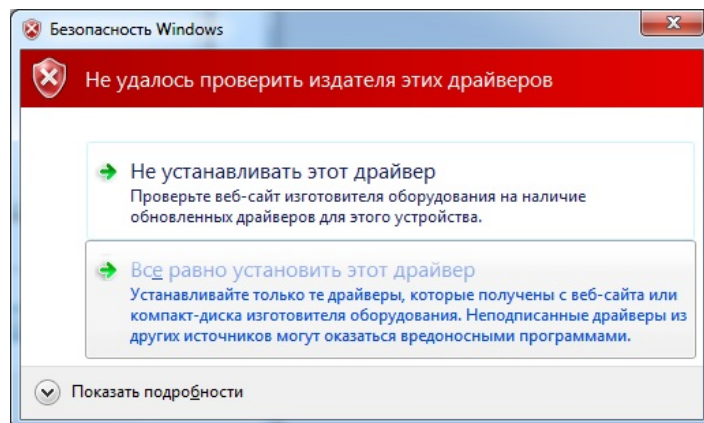 Безопасность Windows
Не удалось проверить издателя этих драйверов
Не устанавливать этот драйвер
Проверьте веб-сайт изготовителя оборудования на наличие
обновленных драйверов для этого устройства.
Все равно установить этот драйвер
Устанавливайте только те драйверы, которые получены с веб-сайта или
компакт-диска изготовителя оборудования. Неподписанные драйверы из
других источников могут оказаться вредоносными программами.
Показать подробности